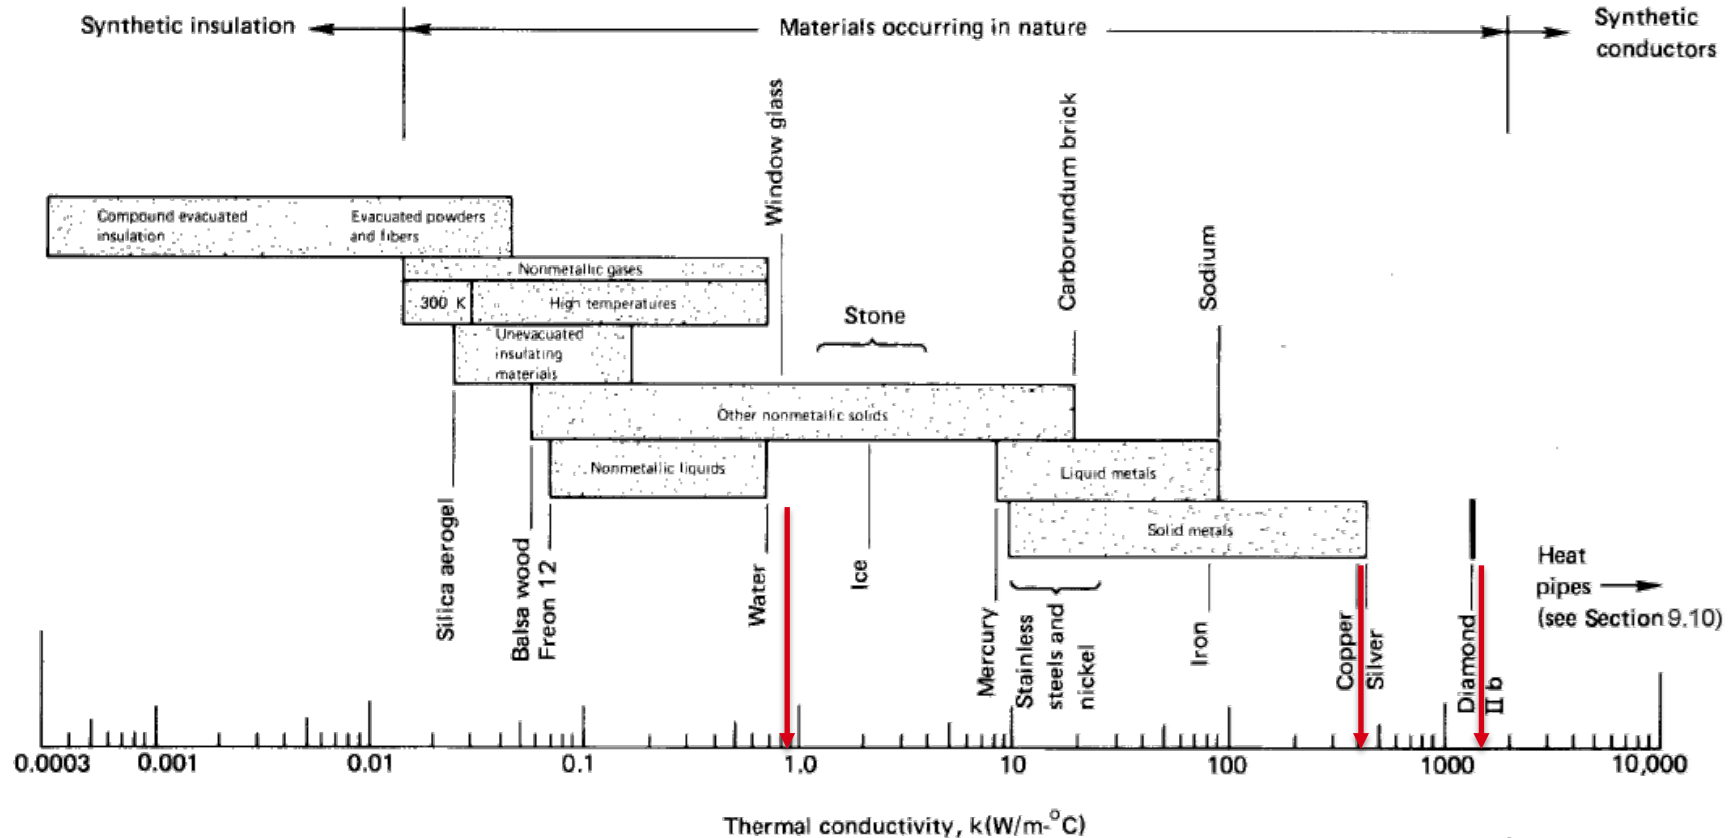 Synthetic insulation
Materials occurring in nature
Synthetic
conductors
Window glass
Carborundum brick
Compound evacuated
insulation
Evacuated powders
and fibers
Nonmetallic gases
300 K
High temperatures
Sodium
Stone
Unevacuated
insulating
materials
Other nonmetallic solids
Nonmetallic liquids
Liquid metals
Solid metals
Silica aerogel
Balsa wood
Freon 12
Water
Ice
Mercury
Stainless
steels and
nickel
Iron
Copper
Silver
Diamond
II b
Heat
pipes
(see Section 9.10)
0.0003 0.001 0.01 0.1 1.0 10 100 1000 10,000
Thermal conductivity, k(W/m-°C)